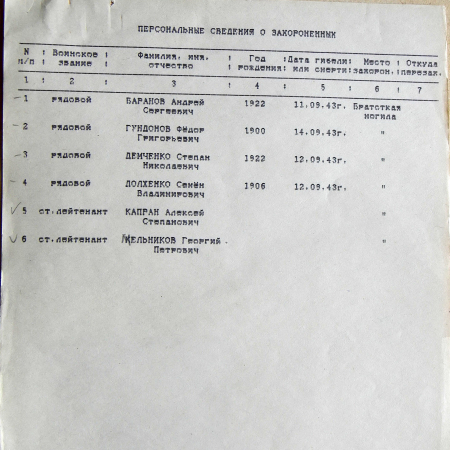 ПЕРСОНАЛЬНЫЕ СВЕДЕНИЯ О ЗАХОРОНЕННЫХ
N п/п : Воинское звание : Фамилия, имя, отчество : Год рождения : Дата гибели или смерти : Место захорон. : Откуда перезах.
1 : 2 : 3 : 4 : 5 : 6 : 7
1 рядовой БАРАНОВ Андрей 1922 11.09.43г. Братсткая
Сергеевич могила
2 рядовой ГУНДОНОВ Фёдор 1900 14.09.43г. "
Григорьевич
3 рядовой ДЕМЧЕНКО Степан 1922 12.09.43г. "
Николаевич
4 рядовой ДОЛХЕНКО Семён 1906 12.09.43г. "
Владимирович
5 ст.лейтенант КАПРАН Алексей "
Степанович
6 ст.лейтенант МЕЛЬНИКОВ Георгий "
Петрович